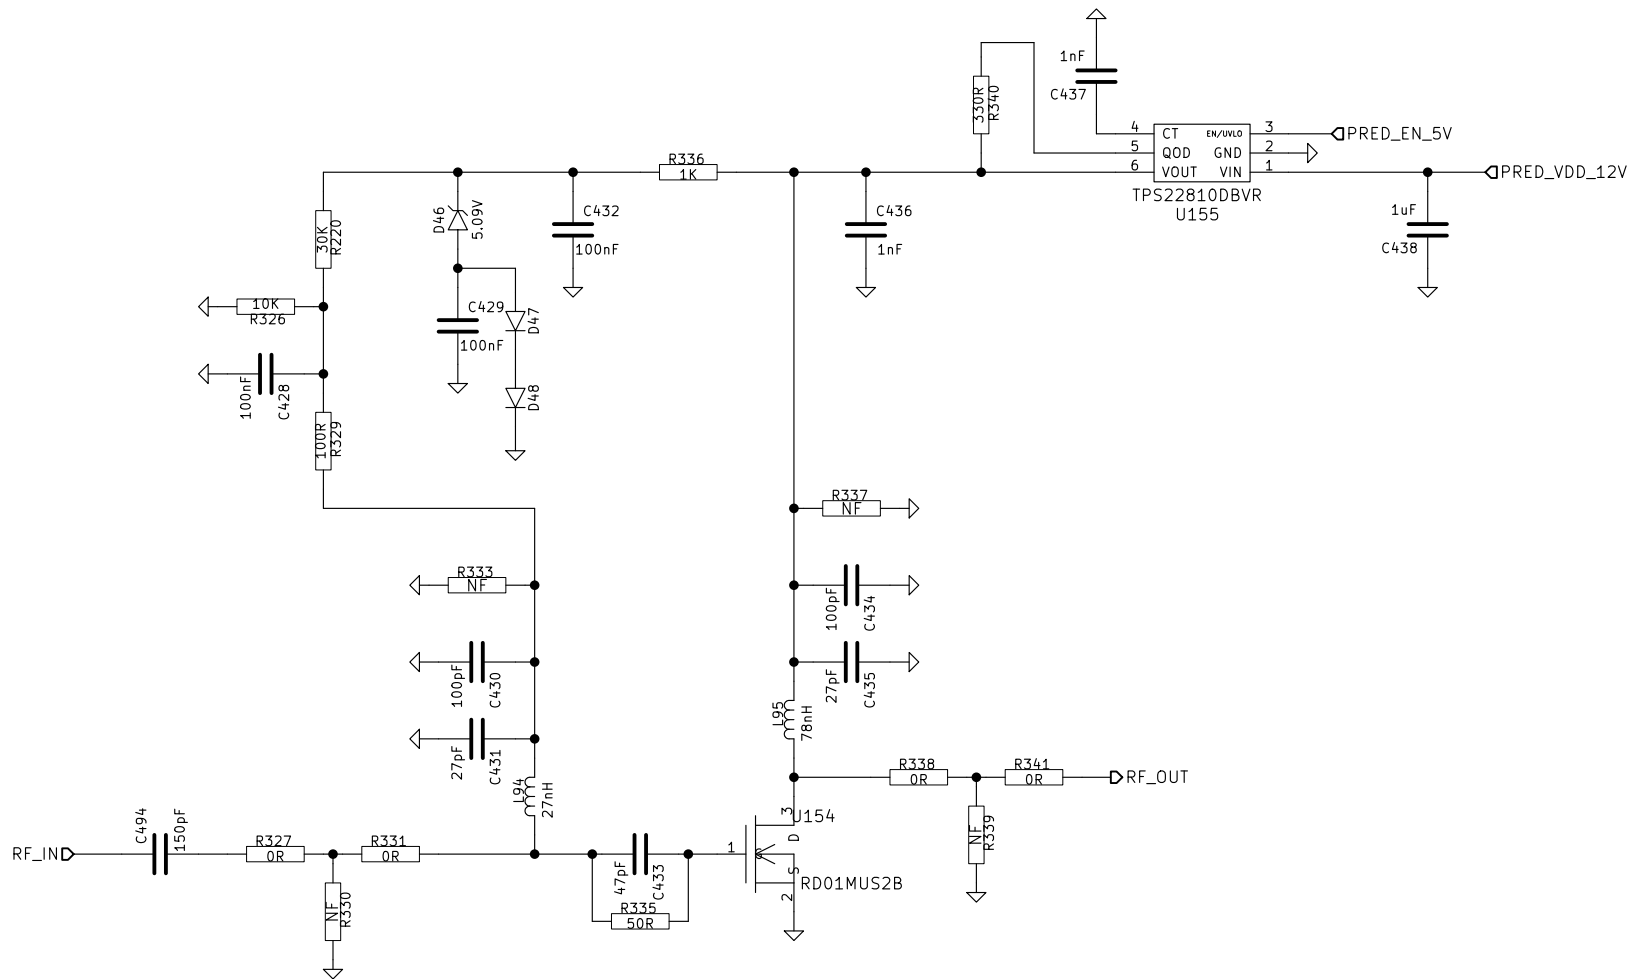 1nF
C437
330R
R340
4
CT
EN/UVLO
3
PRED_EN_5V
5
QOD
GND
2
6
VOUT
VIN
1
PRED_VDD_12V
TPS22810DBVR
U155
R336
1K
D46
5.09V
C432
100nF
C436
1nF
1uF
C438
30K
R220
10K
R326
C429
100nF
D47
100nF
C428
D48
100R
R329
R337
NF
R333
NF
100pF
C434
100pF
C430
27pF
C435
L95
78nH
27pF
C431
L94
27nH
R338
0R
R341
0R
RF_OUT
NF
R339
C494
150pF
RF_IN
R327
0R
R331
0R
NF
R330
47pF
C433
R335
50R
1
3
D
G
S
2
U154
RD01MUS2B